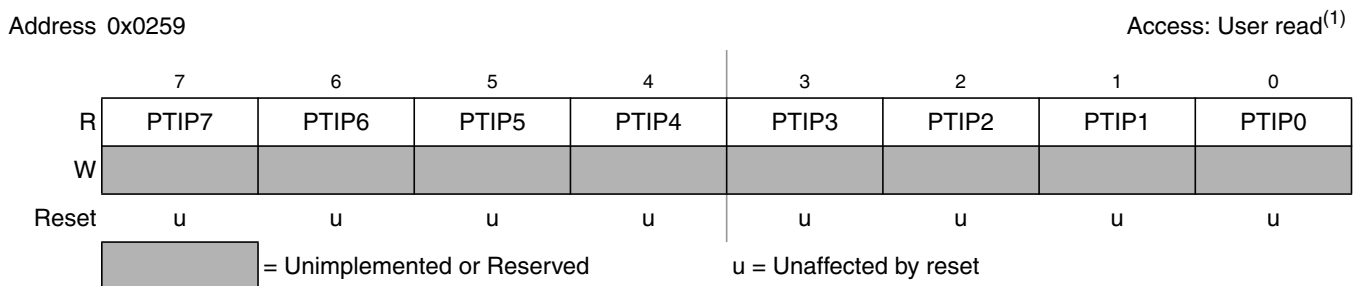 Address 0x0259 Access: User read(1)
7 6 5 4 3 2 1 0
R PTIP7 PTIP6 PTIP5 PTIP4 PTIP3 PTIP2 PTIP1 PTIP0
W
Reset u u u u u u u u
= Unimplemented or Reserved u = Unaffected by reset